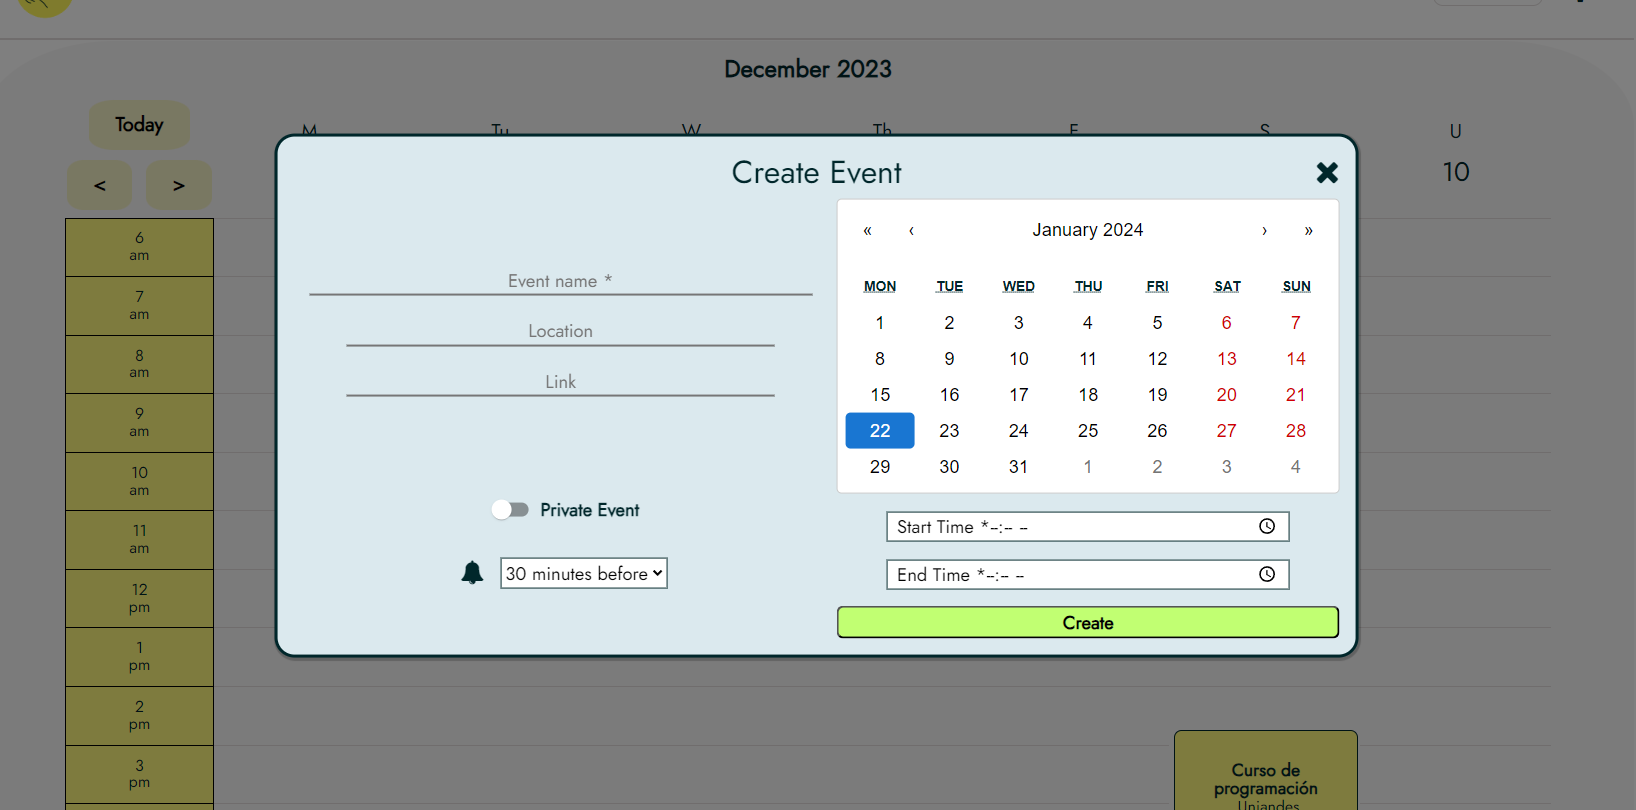 December 2023
Today
M Tu W Th F S U
< >
10
Create Event
Event name *
Location
Link
Private Event
30 minutes before
« ‹ January 2024 › »
MON TUE WED THU FRI SAT SUN
1 2 3 4 5 6 7
8 9 10 11 12 13 14
15 16 17 18 19 20 21
22 23 24 25 26 27 28
29 30 31 1 2 3 4
Start Time *--:-- --
End Time *--:-- --
Create
6
am
7
am
8
am
9
am
10
am
11
am
12
pm
1
pm
2
pm
3
pm
Curso de
programación
Uniandes